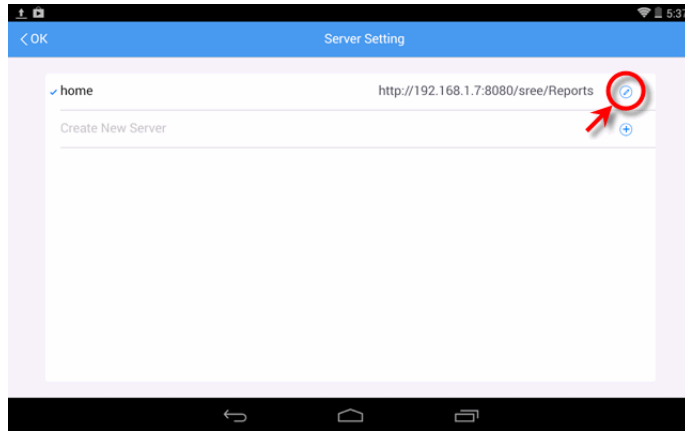 5:37
< OK
Server Setting
home http://192.168.1.7:8080/sree/Reports
Create New Server